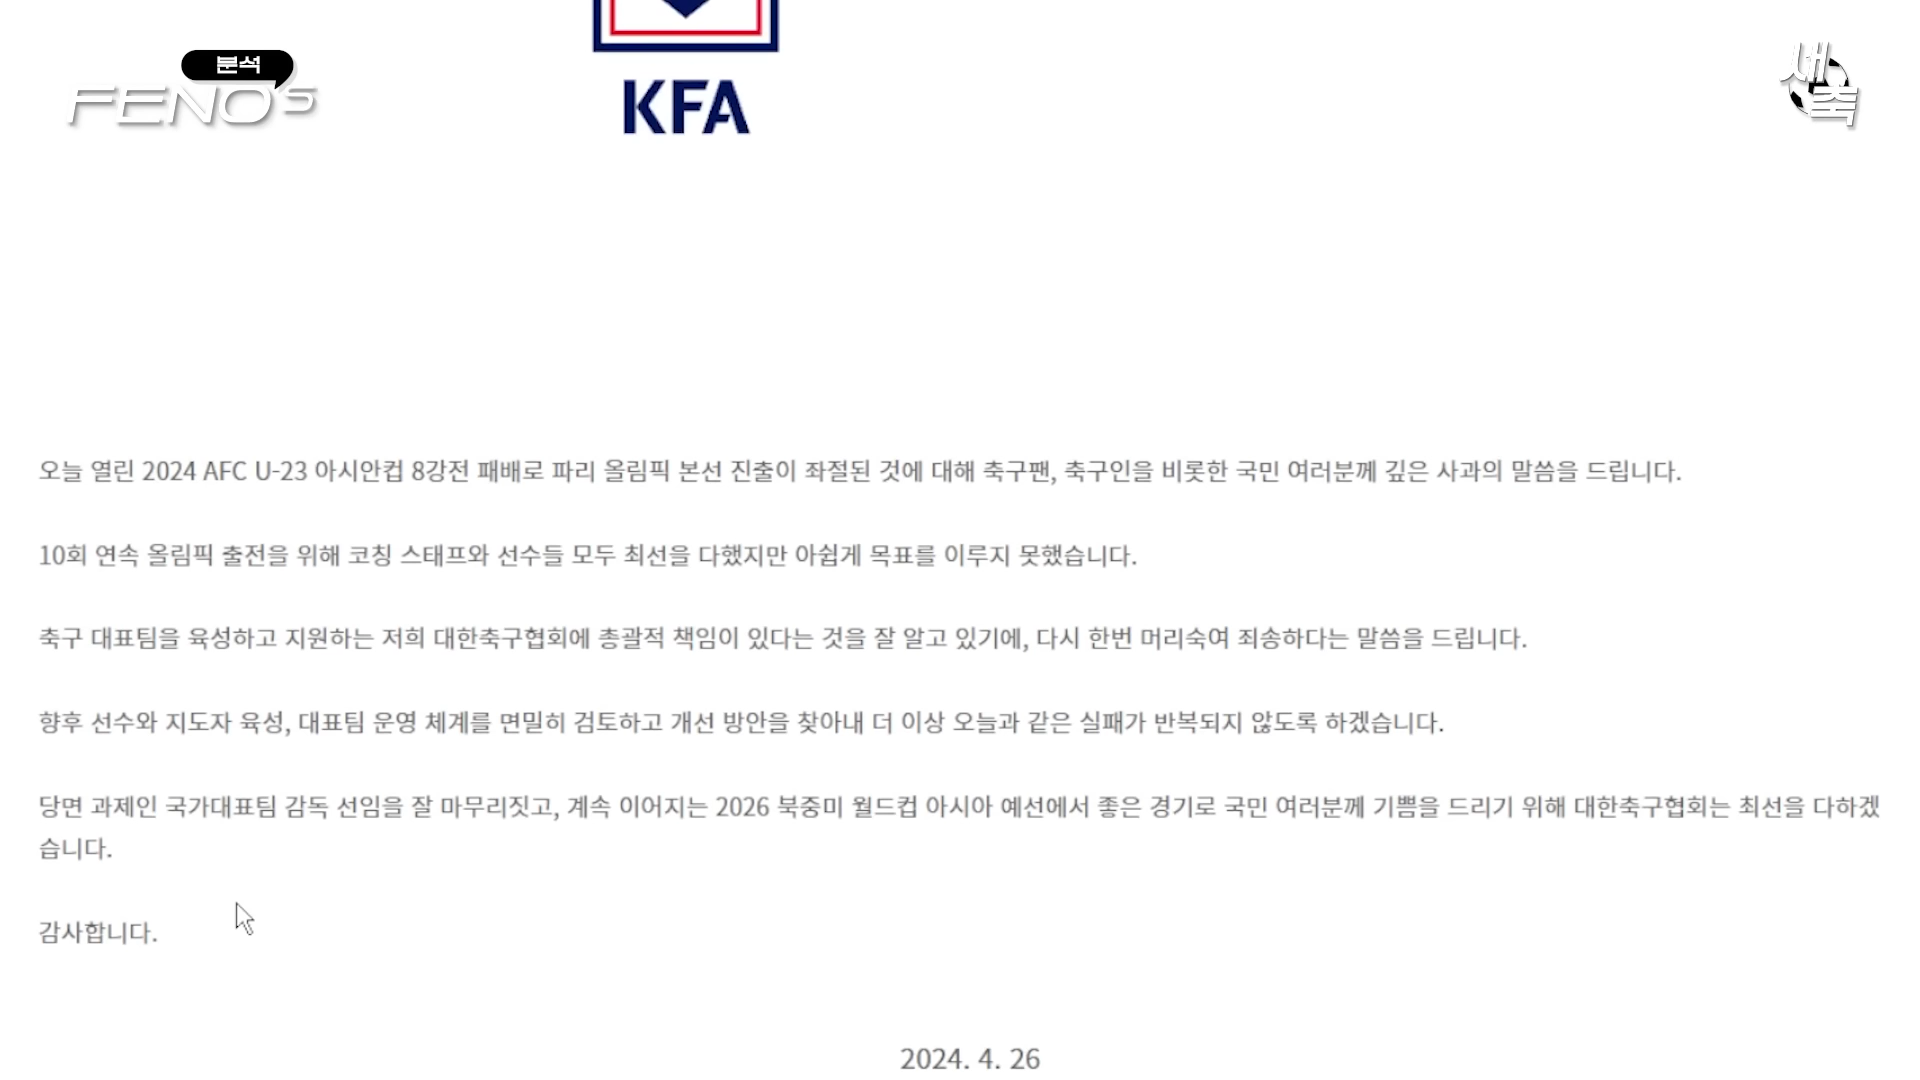 분석
FENO'S
세축
KFA
오늘 열린 2024 AFC U-23 아시안컵 8강전 패배로 파리 올림픽 본선 진출이 좌절된 것에 대해 축구팬, 축구인을 비롯한 국민 여러분께 깊은 사과의 말씀을 드립니다.
10회 연속 올림픽 출전을 위해 코칭 스태프와 선수들 모두 최선을 다했지만 아쉽게 목표를 이루지 못했습니다.
축구 대표팀을 육성하고 지원하는 저희 대한축구협회에 총괄적 책임이 있다는 것을 잘 알고 있기에, 다시 한번 머리숙여 죄송하다는 말씀을 드립니다.
향후 선수와 지도자 육성, 대표팀 운영 체계를 면밀히 검토하고 개선 방안을 찾아내 더 이상 오늘과 같은 실패가 반복되지 않도록 하겠습니다.
당면 과제인 국가대표팀 감독 선임을 잘 마무리짓고, 계속 이어지는 2026 북중미 월드컵 아시아 예선에서 좋은 경기로 국민 여러분께 기쁨을 드리기 위해 대한축구협회는 최선을 다하겠
습니다.
감사합니다.
2024. 4. 26